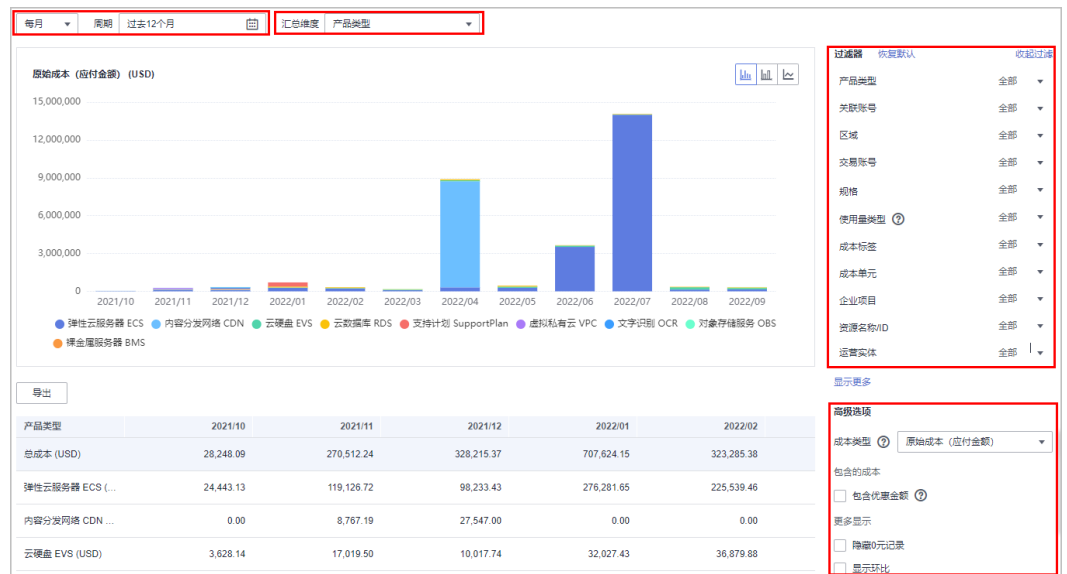 每月 周期 过去12个月 汇总维度 产品类型
原始成本（应付金额）(USD)
15,000,000
12,000,000
9,000,000
6,000,000
3,000,000
0
2021/10 2021/11 2021/12 2022/01 2022/02 2022/03 2022/04 2022/05 2022/06 2022/07 2022/08 2022/09
弹性云服务器 ECS 内容分发网络 CDN 云硬盘 EVS 云数据库 RDS 支持计划 SupportPlan 虚拟私有云 VPC 文字识别 OCR 对象存储服务 OBS
裸金属服务器 BMS
导出
产品类型 2021/10 2021/11 2021/12 2022/01 2022/02
总成本 (USD) 28,248.09 270,512.24 328,215.37 707,624.15 323,285.38
弹性云服务器 ECS (... 24,443.13 119,126.72 98,233.43 276,281.65 225,539.46
内容分发网络 CDN ... 0.00 8,767.19 27,547.00 0.00 0.00
云硬盘 EVS (USD) 3,628.14 17,019.50 10,017.74 32,027.43 36,879.88
过滤器 恢复默认 收起过滤
产品类型 全部
关联账号 全部
区域 全部
交易账号 全部
规格 全部
使用量类型 ? 全部
成本标签 全部
成本单元 全部
企业项目 全部
资源名称/ID 全部
运营实体 全部
显示更多
高级选项
成本类型 ? 原始成本（应付金额）
包含的成本
包含优惠金额 ?
更多显示
隐藏0元记录
显示环比